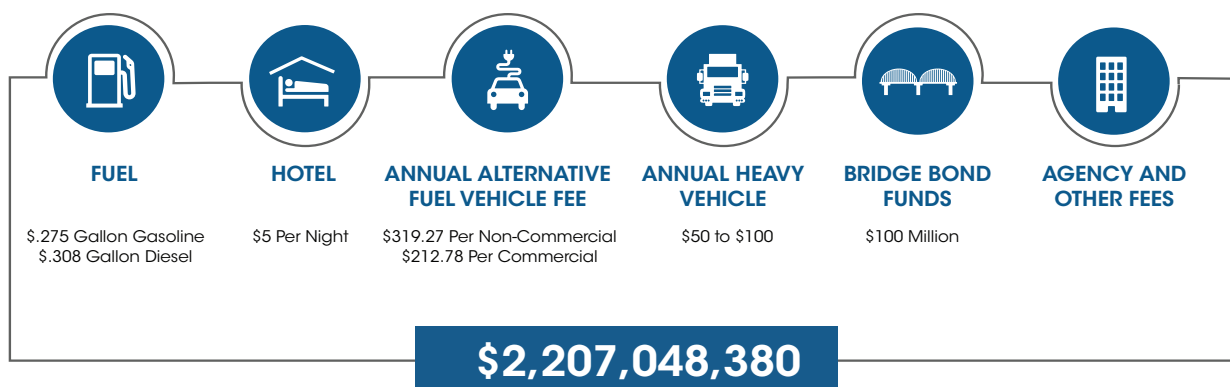 FUEL
$.275 Gallon Gasoline
$.308 Gallon Diesel
HOTEL
$5 Per Night
ANNUAL ALTERNATIVE
FUEL VEHICLE FEE
$319.27 Per Non-Commercial
$212.78 Per Commercial
ANNUAL HEAVY
VEHICLE
$50 to $100
BRIDGE BOND
FUNDS
$100 Million
AGENCY AND
OTHER FEES
$2,207,048,380